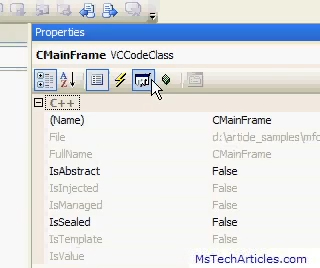 Properties
CMainFrame VCCodeClass
C++
(Name) CMainFrame
File d:\article_samples\mfc
FullName CMainFrame
IsAbstract False
IsInjected False
IsManaged False
IsSealed False
IsTemplate False
IsValue False
MsTechArticles.com